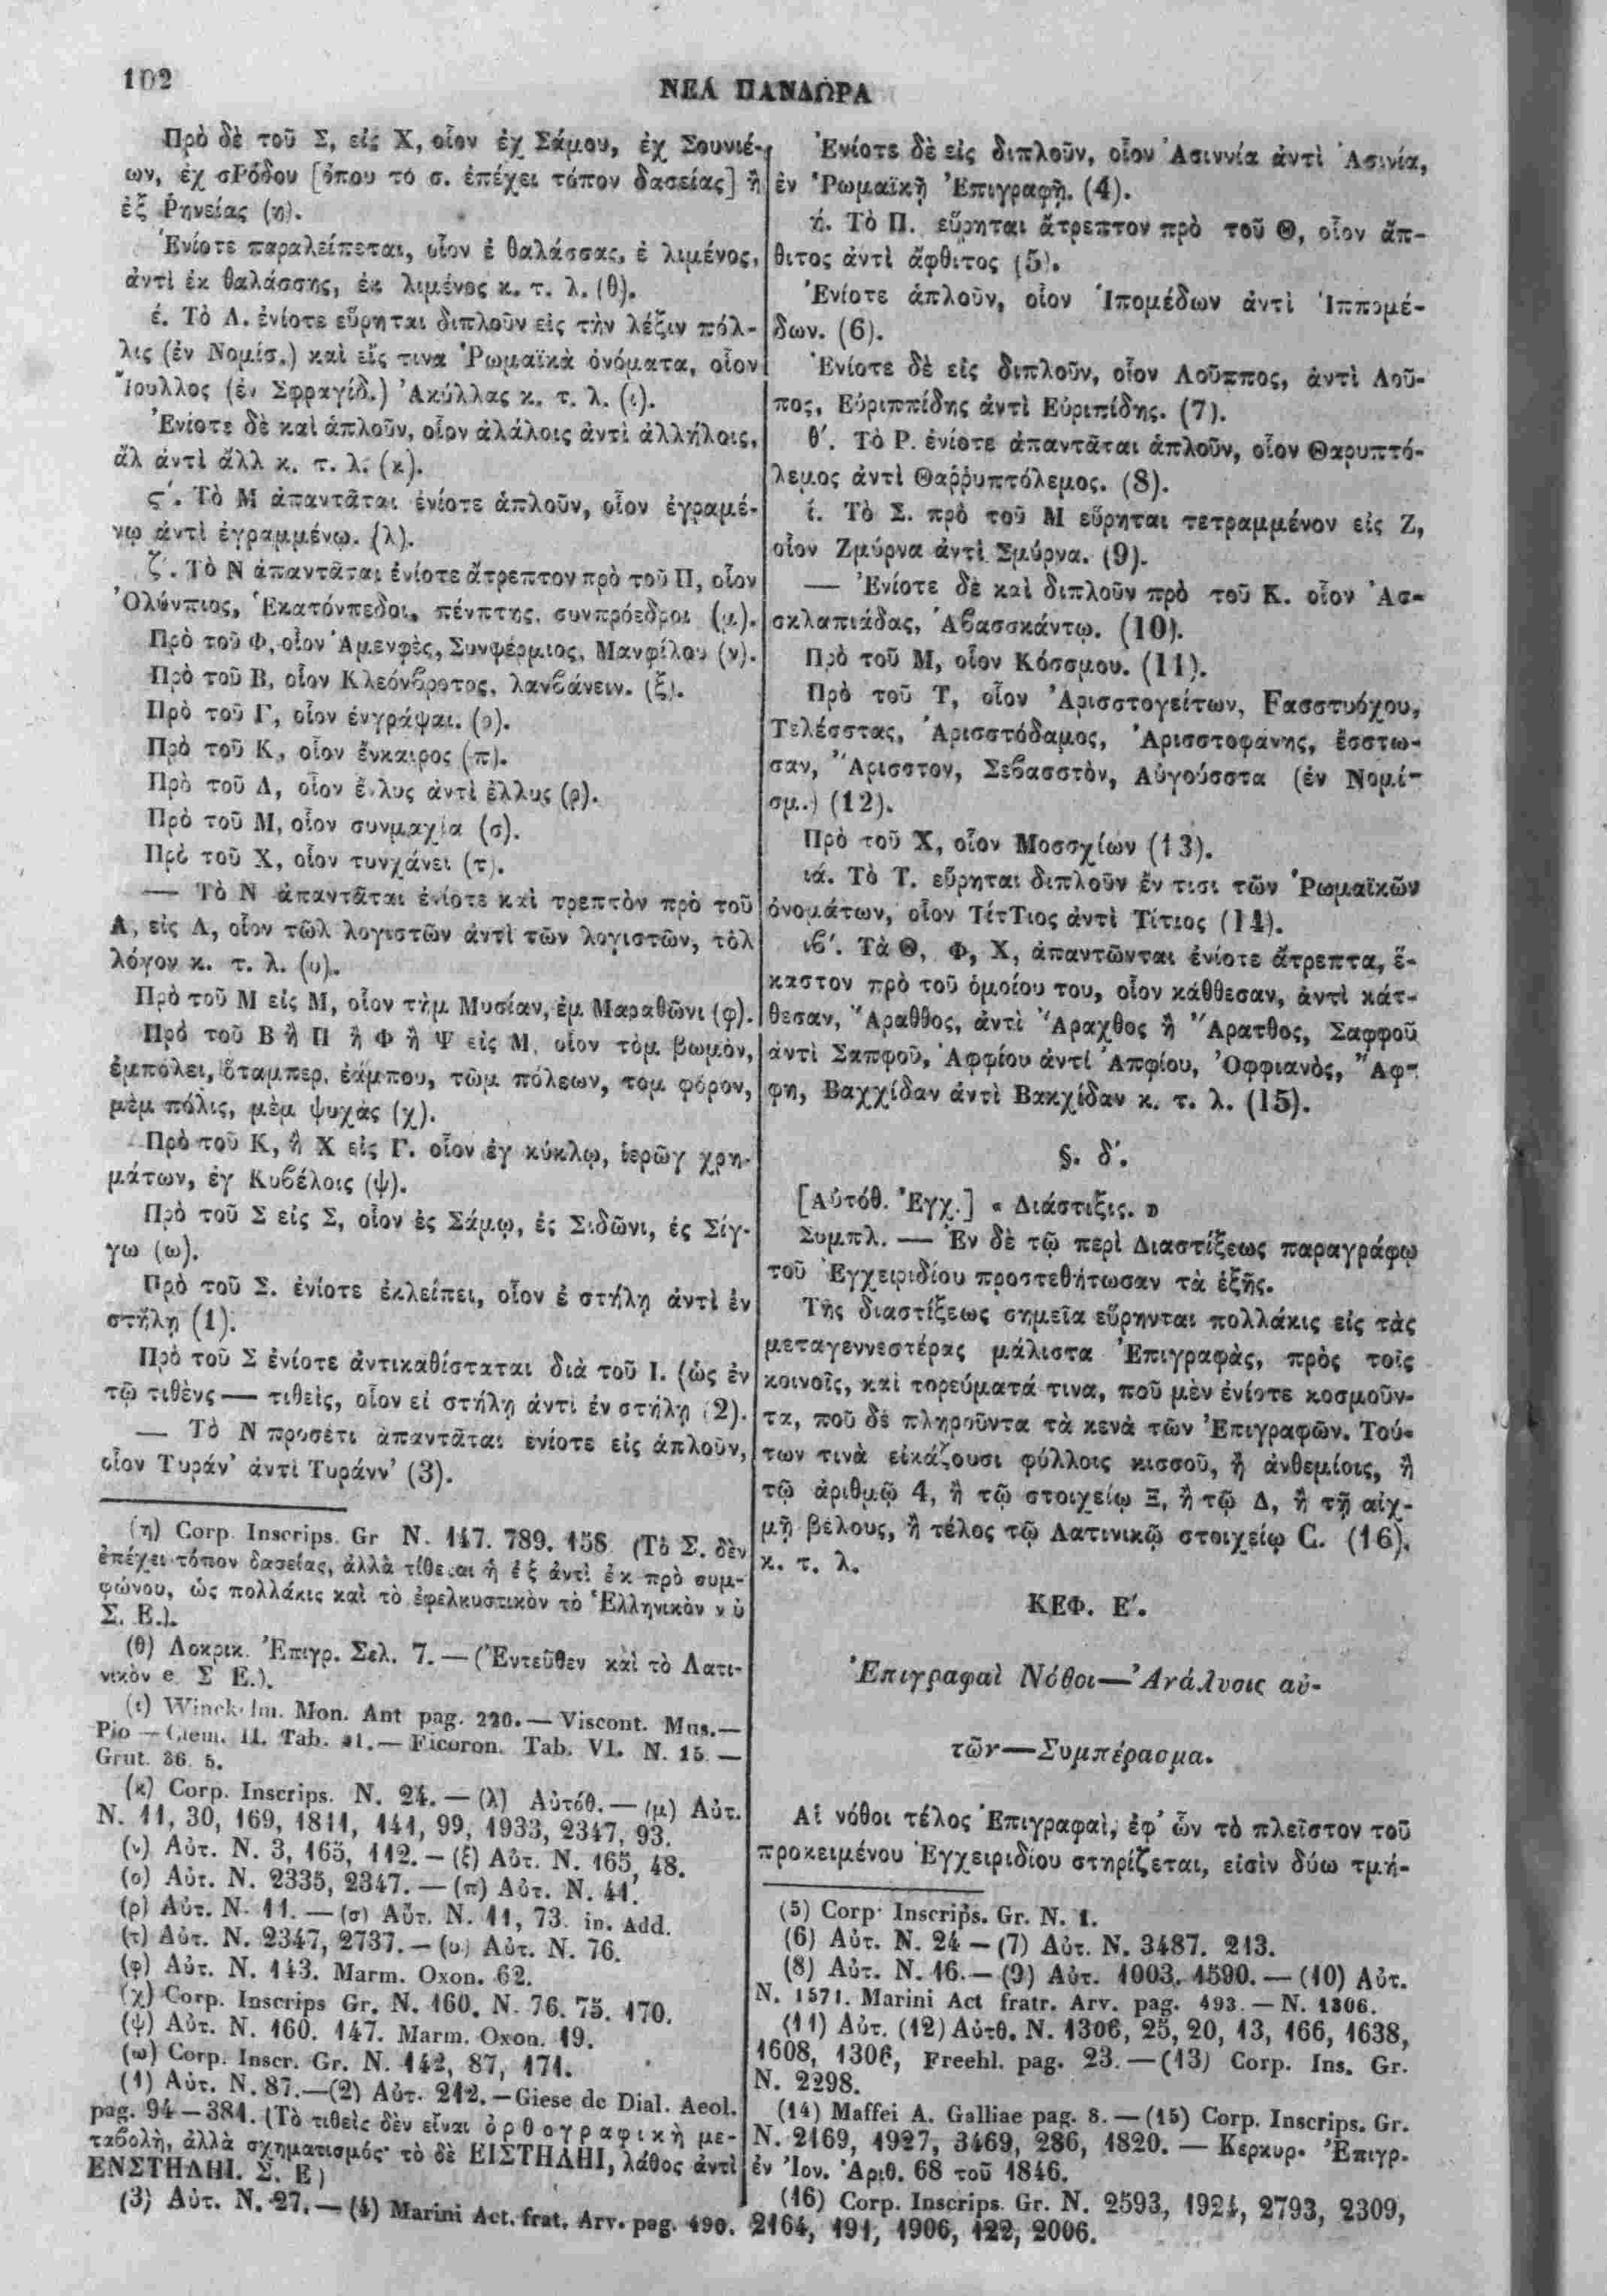 102
ΝΕΑ ΠΑΝΔΩΡΑ
Πρὸ δὲ τοῦ Σ, εἰς Χ, οἷον ἐχ Σάμου, ἐχ Σουνιέ-
ων, ἐχ σΡόδου [ὅπου τὸ σ. ἐπέχει τόπον δασείας] ἢ
ἐξ Ῥηνείας (η).
Ἐνίοτε παραλείπεται, οἷον ἐ θαλάσσας, ἐ λιμένος,
ἀντὶ ἐκ θαλάσσης, ἐκ λιμένος κ. τ. λ. (θ).
έ. Τὸ Λ. ἐνίοτε εὕρηται διπλοῦν εἰς τὴν λέξιν πόλ-
λις (ἐν Νομίσ.) καὶ εἴς τινα Ῥωμαϊκὰ ὀνόματα, οἷον
Ἴουλλος (ἐν Σφραγίδ.) Ἀκύλλας κ. τ. λ. (ι).
Ἐνίοτε δὲ καὶ ἁπλοῦν, οἷον ἀλάλοις ἀντὶ ἀλλήλοις,
ἄλ ἀντὶ ἄλλ κ. τ. λ. (κ).
ς΄. Τὸ Μ ἀπαντᾶται ἐνίοτε ἁπλοῦν, οἷον ἐγραμέ-
νῳ ἀντὶ ἐγραμμένῳ. (λ).
ζ΄. Τὸ Ν ἀπαντᾶται ἐνίοτε ἄτρεπτον πρὸ τοῦ Π, οἷον
Ὀλύνπιος, Ἑκατόνπεδοι, πένπτης, συνπρόεδροι (μ).
Πρὸ τοῦ Φ, οἷον Ἀμενφὲς, Συνφέρμιος, Μανφίλου (ν).
Πρὸ τοῦ Β, οἷον Κλεόνβροτος, λανβάνειν. (ξ).
Πρὸ τοῦ Γ, οἷον ἐνγράψαι. (ο).
Πρὸ τοῦ Κ, οἷον ἔνκαιρος (π).
Πρὸ τοῦ Λ, οἷον ἔνλυς ἀντὶ ἔλλυς (ρ).
Πρὸ τοῦ Μ, οἷον συνμαχία (σ).
Πρὸ τοῦ Χ, οἷον τυνχάνει (τ).
— Τὸ Ν ἀπαντᾶται ἐνίοτε καὶ τρεπτὸν πρὸ τοῦ
Λ, εἰς Λ, οἷον τῶλ λογιστῶν ἀντὶ τῶν λογιστῶν, τὸλ
λόγον κ. τ. λ. (υ).
Πρὸ τοῦ Μ εἰς Μ, οἷον τὴμ Μυσίαν, ἐμ Μαραθῶνι (φ).
Πρὸ τοῦ Β ἢ Π ἢ Φ ἢ Ψ εἰς Μ, οἷον τὸμ βωμὸν,
ἐμπόλει, ὅταμπερ, ἐάμπου, τῶμ πόλεων, τομ φόρον,
μὲμ πόλις, μὲμ ψυχὰς (χ).
Πρὸ τοῦ Κ, ἢ Χ εἰς Γ. οἷον ἐγ κύκλῳ, ἱερῶγ χρη-
μάτων, ἐγ Κυβέλοις (ψ).
Πρὸ τοῦ Σ εἰς Σ, οἷον ἐς Σάμῳ, ἐς Σιδῶνι, ἐς Σίγ-
γω (ω).
Πρὸ τοῦ Σ. ἐνίοτε ἐκλείπει, οἷον ἐ στήλῃ ἀντὶ ἐν
στήλῃ (1).
Πρὸ τοῦ Σ ἐνίοτε ἀντικαθίσταται διὰ τοῦ Ι. (ὡς ἐν
τῷ τιθὲνς — τιθεὶς, οἷον εἰ στήλῃ ἀντὶ ἐν στήλῃ (2).
— Τὸ Ν προσέτι ἀπαντᾶται ἐνίοτε εἰς ἁπλοῦν,
οἷον Τυράν' ἀντὶ Τυράνν' (3).
(η) Corp. Inscrips. Gr N. 147. 789. 158. (Τὸ Σ. δὲν
ἐπέχει τόπον δασείας, ἀλλὰ τίθεται ἡ ἐξ ἀντὶ ἐκ πρὸ συμ-
φώνου, ὡς πολλάκις καὶ τὸ ἐφελκυστικὸν τὸ Ἑλληνικὸν ν ὁ
Σ. Ε.).
(θ) Λοκρικ. Ἐπιγρ. Σελ. 7. — (Ἐντεῦθεν καὶ τὸ Λατι-
νικὸν e. Σ Ε.).
(ι) Mon. Ant pag. 220. — Viscont. Mus. —
Pio — Clem. II. Tab. — Ficoron. Tab. VI. N. 15. —
Grut. 36. 5.
(κ) Corp. Inscrips. N. 24. — (λ) Αὐτόθ. — (μ) Αὐτ.
N. 11, 30, 169, 1811, 141, 99, 1933, 2347, 93.
(ν) Αὐτ. N. 3, 165, 112. — (ξ) Αὐτ. N. 165, 48.
(ο) Αὐτ. N. 2335, 2347. — (π) Αὐτ. N. 41.
(ρ) Αὐτ. N. 11. — (σ) Αὐτ. N. 11, 73. in. Add.
(τ) Αὐτ. N. 2347, 2737. — (υ) Αὐτ. N. 76.
(φ) Αὐτ. N. 143. Marm. Oxon. 62.
(χ) Corp. Inscrips Gr. N. 160. N. 76. 75. 170.
(ψ) Αὐτ. N. 160. 147. Marm. Oxon. 19.
(ω) Corp. Inscr. Gr. N. 142, 87, 171.
(1) Αὐτ. N. 87. — (2) Αὐτ. 212. — Giese de Dial. Aeol.
pag. 94 — 381. (Τὸ τιθεὶς δὲν εἶναι ὀρθογραφικὴ με-
ταβολὴ, ἀλλὰ σχηματισμός· τὸ δὲ ΕΙΣΤΗΛΗΙ, λάθος ἀντὶ
ΕΝΣΤΗΛΗΙ. Σ. Ε)
(3) Αὐτ. N. 27. — (4) Marini Act. frat. Arv. pag. 490.
Ἐνίοτε δὲ εἰς διπλοῦν, οἷον Ἀσιννία ἀντὶ Ἀσινία,
ἐν Ῥωμαϊκῇ Ἐπιγραφῇ. (4).
ή. Τὸ Π. εὕρηται ἄτρεπτον πρὸ τοῦ Θ, οἷον ἄπ-
θιτος ἀντὶ ἄφθιτος (5).
Ἐνίοτε ἁπλοῦν, οἷον Ἱπομέδων ἀντὶ Ἱππομέ-
δων. (6).
Ἐνίοτε δὲ εἰς διπλοῦν, οἷον Λοῦππος, ἀντὶ Λοῦ-
πος, Εὐριππίδης ἀντὶ Εὐριπίδης. (7).
θ΄. Τὸ Ρ. ἐνίοτε ἀπαντᾶται ἁπλοῦν, οἷον Θαρυπτό-
λεμος ἀντὶ Θαῤῥυπτόλεμος. (8).
ί. Τὸ Σ. πρὸ τοῦ Μ εὕρηται τετραμμένον εἰς Ζ,
οἷον Ζμύρνα ἀντὶ Σμύρνα. (9).
— Ἐνίοτε δὲ καὶ διπλοῦν πρὸ τοῦ Κ. οἷον Ἀσ-
σκλαπιάδας, Ἀβασσκάντῳ. (10).
Πρὸ τοῦ Μ, οἷον Κόσσμου. (11).
Πρὸ τοῦ Τ, οἷον Ἀρισστογείτων, Fασστυόχου,
Τελέσστας, Ἀρισστόδαμος, Ἀρισστοφάνης, ἔσστω-
σαν, Ἄρισστον, Σεβασστὸν, Αὐγούσστα (ἐν Νομί-
σμ.) (12).
Πρὸ τοῦ Χ, οἷον Μοσσχίων (13).
ιά. Τὸ Τ. εὕρηται διπλοῦν ἔν τισι τῶν Ῥωμαϊκῶν
ὀνομάτων, οἷον ΤίτΤιος ἀντὶ Τίτιος (14).
ιβ΄. Τὰ Θ, Φ, Χ, ἀπαντῶνται ἐνίοτε ἄτρεπτα, ἕ-
καστον πρὸ τοῦ ὁμοίου του, οἷον κάθθεσαν, ἀντὶ κάτ-
θεσαν, Ἄραθθος, ἀντὶ Ἄραχθος ἢ Ἄρατθος, Σαφφοῦ
ἀντὶ Σαπφοῦ, Ἀφφίου ἀντὶ Ἀπφίου, Ὀφφιανὸς, Ἄφ-
φη, Βαχχίδαν ἀντὶ Βακχίδαν κ. τ. λ. (15).
§. δ΄.
[Αὐτόθ. Ἐγχ.] « Διάστιξις. »
Συμπλ. — Ἐν δὲ τῷ περὶ Διαστίξεως παραγράφῳ
τοῦ Ἐγχειριδίου προστεθήτωσαν τὰ ἑξῆς.
Τῆς διαστίξεως σημεῖα εὕρηνται πολλάκις εἰς τὰς
μεταγεννεστέρας μάλιστα Ἐπιγραφὰς, πρὸς τοῖς
κοινοῖς, καὶ τορεύματά τινα, ποῦ μὲν ἐνίοτε κοσμοῦν-
τα, ποῦ δὲ πληροῦντα τὰ κενὰ τῶν Ἐπιγραφῶν. Τού-
των τινὰ εἰκάζουσι φύλλοις κισσοῦ, ἢ ἀνθεμίοις, ἢ
τῷ ἀριθμῷ 4, ἢ τῷ στοιχείῳ Ξ, ἢ τῷ Δ, ἢ τῇ αἰχ-
μῇ βέλους, ἢ τέλος τῷ Λατινικῷ στοιχείῳ C. (16).
κ. τ. λ.
ΚΕΦ. Ε΄.
Ἐπιγραφαὶ Νόθοι—Ἀνάλυσις αὐ-
τῶν—Συμπέρασμα.
Αἱ νόθοι τέλος Ἐπιγραφαὶ, ἐφ' ὧν τὸ πλεῖστον τοῦ
προκειμένου Ἐγχειριδίου στηρίζεται, εἰσὶν δύω τμή-
(5) Corp. Inscrips. Gr. N. 1.
(6) Αὐτ. N. 24 — (7) Αὐτ. N. 3487. 213.
(8) Αὐτ. N. 16. — (9) Αὐτ. 1003. 1590. — (10) Αὐτ.
N. 1571. Marini Act fratr. Arv. pag. 493. — N. 1306.
(11) Αὐτ. (12) Αὐτθ. N. 1306, 25, 20, 13, 166, 1638,
1608, 1306, Freehl. pag. 23. — (13) Corp. Ins. Gr.
N. 2298.
(14) Maffei A. Galliae pag. 8. — (15) Corp. Inscrips. Gr.
N. 2169, 1927, 3469, 286, 1820. — Κερκυρ. Ἐπιγρ.
ἐν Ἰον. Ἀριθ. 68 τοῦ 1846.
(16) Corp. Inscrips. Gr. N. 2593, 1924, 2793, 2309,
2164, 191, 1906, 122, 2006.